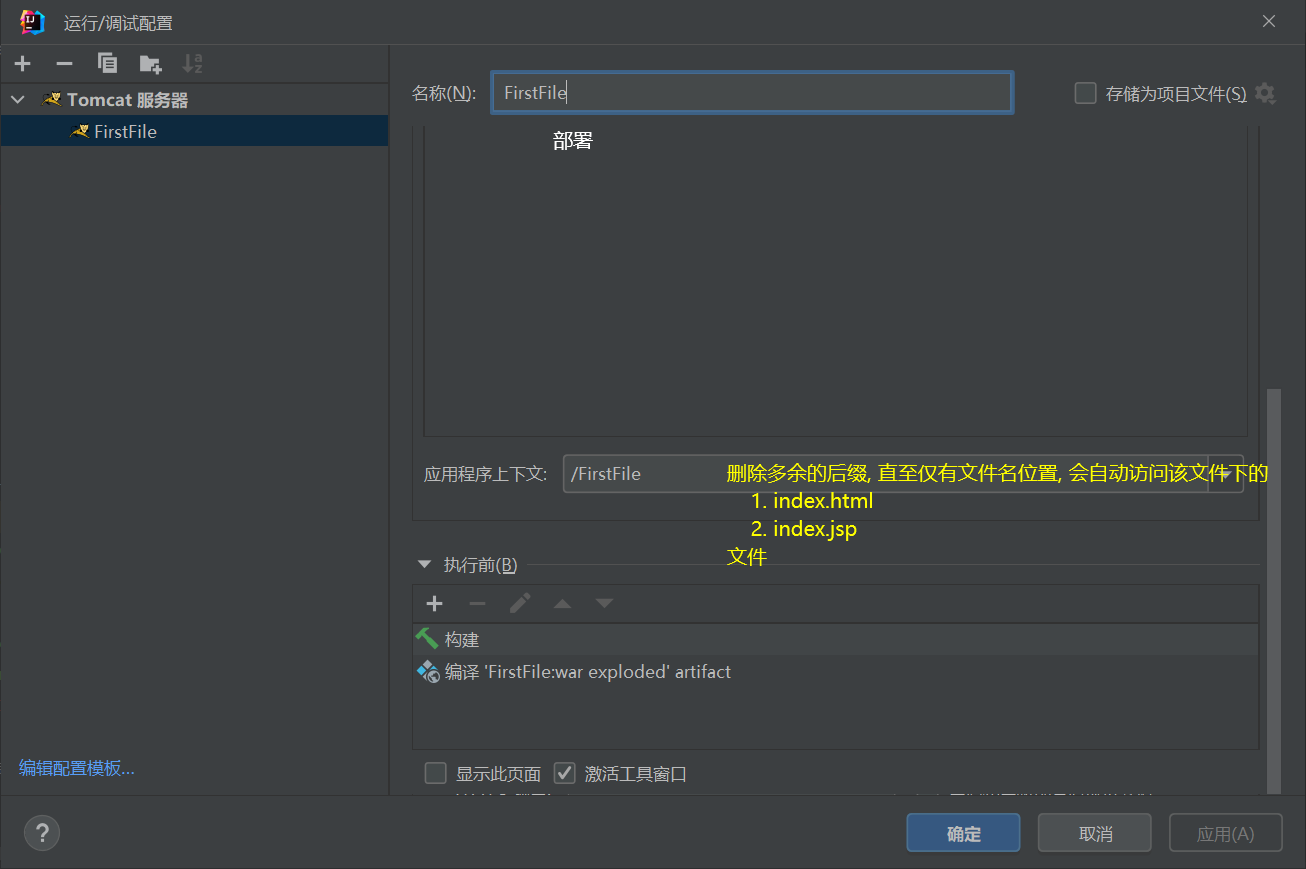 运行/调试配置
Tomcat 服务器
FirstFile
名称(N):
FirstFile
存储为项目文件(S)
部署
应用程序上下文:
/FirstFile
删除多余的后缀, 直至仅有文件名位置, 会自动访问该文件下的
1. index.html
2. index.jsp
文件
执行前(B)
构建
编译 'FirstFile:war exploded' artifact
显示此页面
激活工具窗口
编辑配置模板...
?
确定
取消
应用(A)